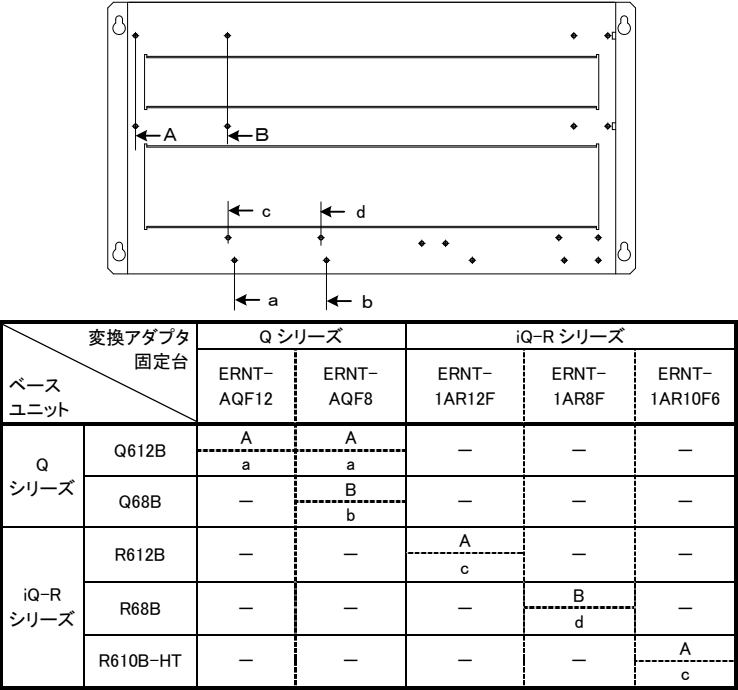 A
B
c
d
a
b
変換アダプタ
固定台
ベース
ユニット
Q シリーズ
iQ-R シリーズ
ERNT-
AQF12
ERNT-
AQF8
ERNT-
1AR12F
ERNT-
1AR8F
ERNT-
1AR10F6
Q
シリーズ
Q612B
A
a
A
a
－
－
－
Q68B
－
B
b
－
－
－
iQ-R
シリーズ
R612B
－
－
A
c
－
－
R68B
－
－
－
B
d
－
R610B-HT
－
－
－
－
A
c